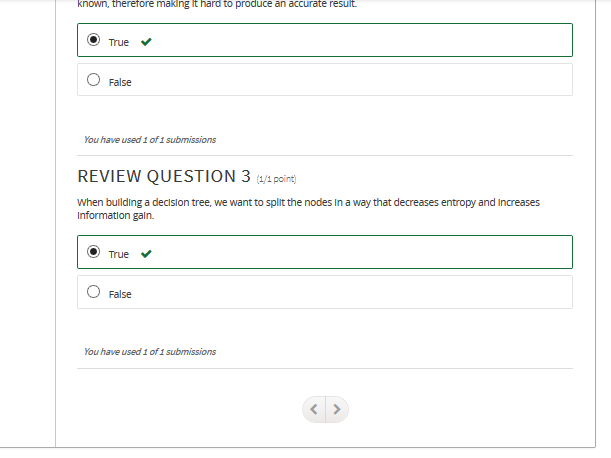 known, therefore making it hard to produce an accurate result.
True
False
You have used 1 of 1 submissions
REVIEW QUESTION 3 (1/1 point)
When building a decision tree, we want to split the nodes in a way that decreases entropy and increases
information gain.
True
False
You have used 1 of 1 submissions